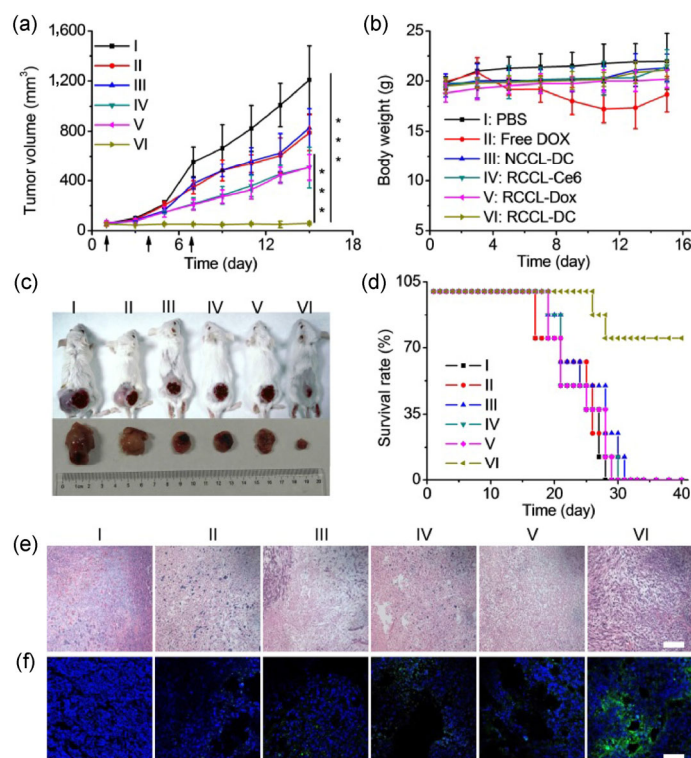 (a)
1,600
1,200
800
400
0
Tumor volume (mm³)
I
II
III
IV
V
VI
* * *
* * *
0 6 12 18
Time (day)
(b)
25
20
15
10
5
0
Body weight (g)
I: PBS
II: Free DOX
III: NCCL-DC
IV: RCCL-Ce6
V: RCCL-Dox
VI: RCCL-DC
0 4 8 12 16
Time (day)
(c)
I II III IV V VI
(d)
105
70
35
0
Survival rate (%)
I
II
III
IV
V
VI
0 10 20 30 40
Time (day)
I II III IV V VI
(e)
(f)